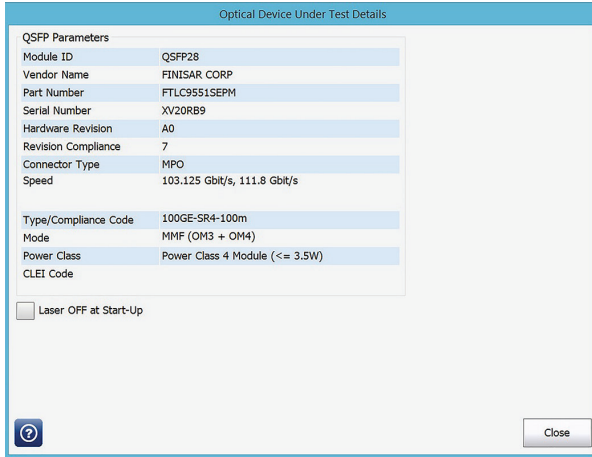 Optical Device Under Test Details
QSFP Parameters
Module ID QSFP28
Vendor Name FINISAR CORP
Part Number FTLC9551SEPM
Serial Number XV20RB9
Hardware Revision A0
Revision Compliance 7
Connector Type MPO
Speed 103.125 Gbit/s, 111.8 Gbit/s
Type/Compliance Code 100GE-SR4-100m
Mode MMF (OM3 + OM4)
Power Class Power Class 4 Module (<= 3.5W)
CLEI Code
Laser OFF at Start-Up
?
Close